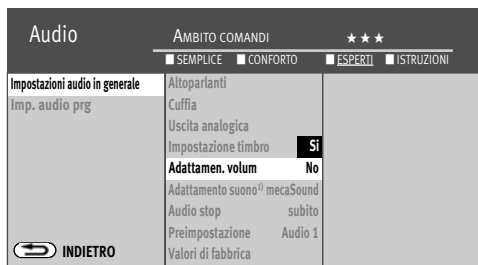 Audio
AMBITO COMANDI ★★★
SEMPLICE CONFORTO ESPERTI ISTRUZIONI
Impostazioni audio in generale
Imp. audio prg
Altoparlanti
Cuffia
Uscita analogica
Impostazione timbro Si
Adattamen. volum No
Adattamento suono¹⁾ mecaSound
Audio stop subito
Preimpostazione Audio 1
Valori di fabbrica
INDIETRO